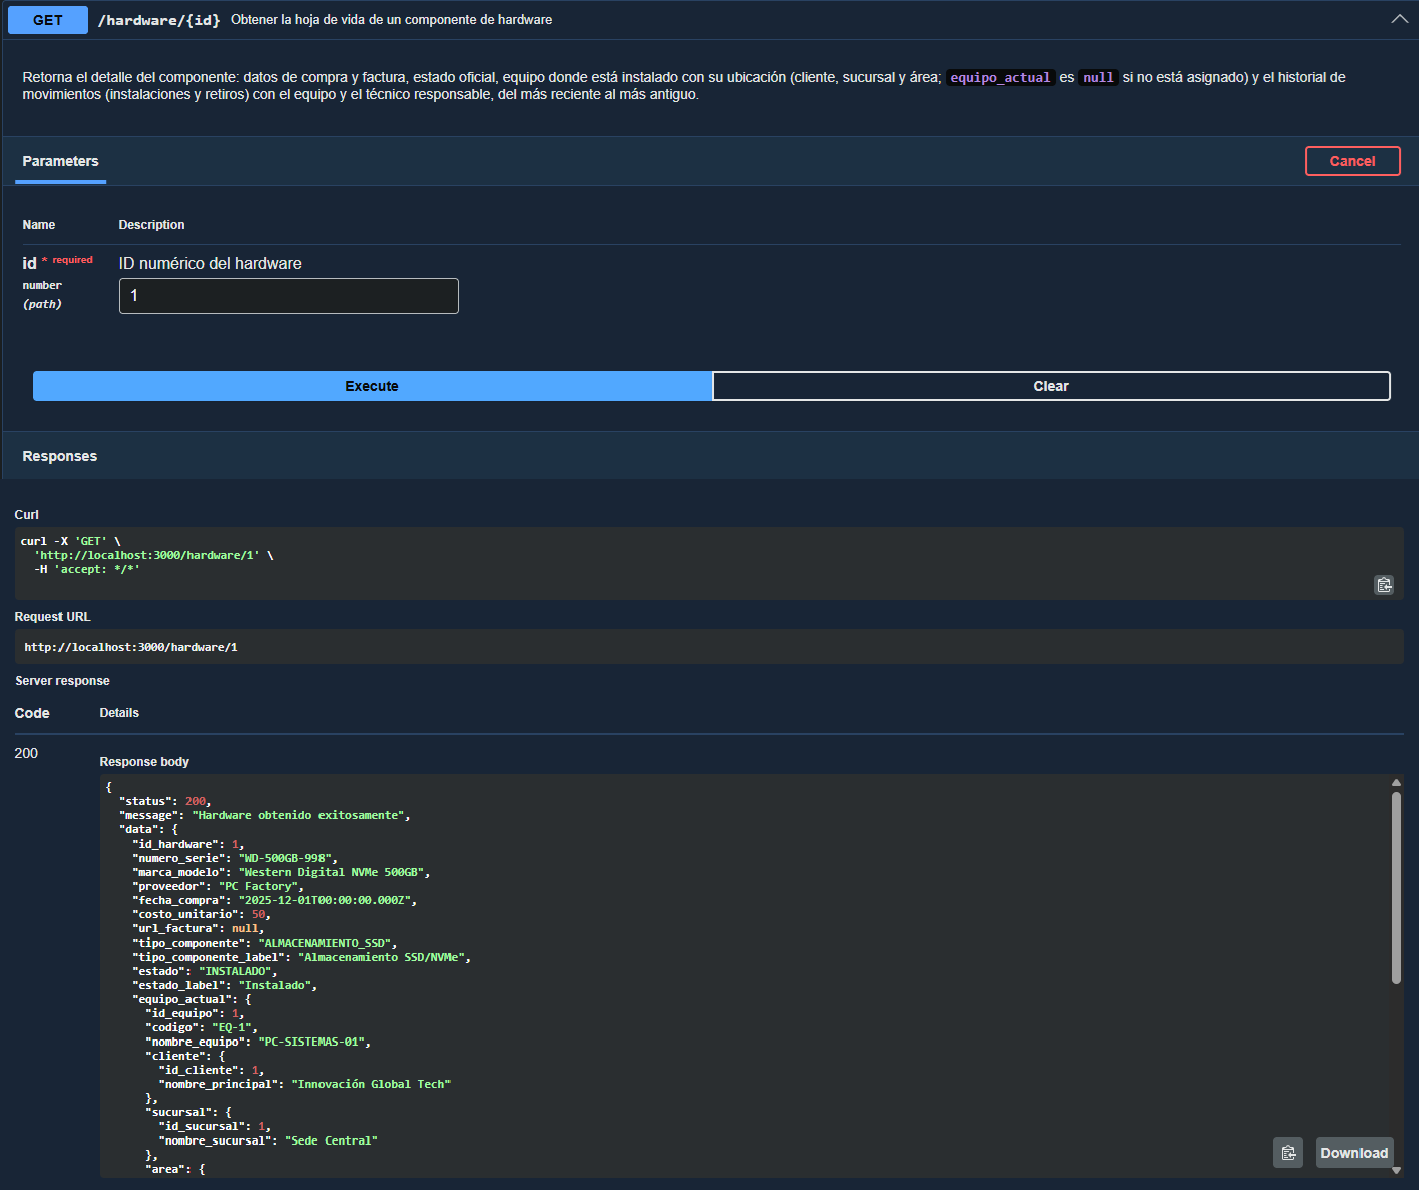 GET /hardware/{id} Obtener la hoja de vida de un componente de hardware
Retorna el detalle del componente: datos de compra y factura, estado oficial, equipo donde está instalado con su ubicación (cliente, sucursal y área; equipo_actual es null si no está asignado) y el historial de
movimientos (instalaciones y retiros) con el equipo y el técnico responsable, del más reciente al más antiguo.
Parameters Cancel
Name Description
id * required ID numérico del hardware
number 1
(path)
Execute Clear
Responses
Curl
curl -X 'GET' \
  'http://localhost:3000/hardware/1' \
  -H 'accept: */*'
Request URL
http://localhost:3000/hardware/1
Server response
Code Details
200
Response body
{
  "status": 200,
  "message": "Hardware obtenido exitosamente",
  "data": {
    "id_hardware": 1,
    "numero_serie": "WD-500GB-998",
    "marca_modelo": "Western Digital NVMe 500GB",
    "proveedor": "PC Factory",
    "fecha_compra": "2025-12-01T00:00:00.000Z",
    "costo_unitario": 50,
    "url_factura": null,
    "tipo_componente": "ALMACENAMIENTO_SSD",
    "tipo_componente_label": "Almacenamiento SSD/NVMe",
    "estado": "INSTALADO",
    "estado_label": "Instalado",
    "equipo_actual": {
      "id_equipo": 1,
      "codigo": "EQ-1",
      "nombre_equipo": "PC-SISTEMAS-01",
      "cliente": {
        "id_cliente": 1,
        "nombre_principal": "Innovación Global Tech"
      },
      "sucursal": {
        "id_sucursal": 1,
        "nombre_sucursal": "Sede Central"
      },
      "area": {
Download